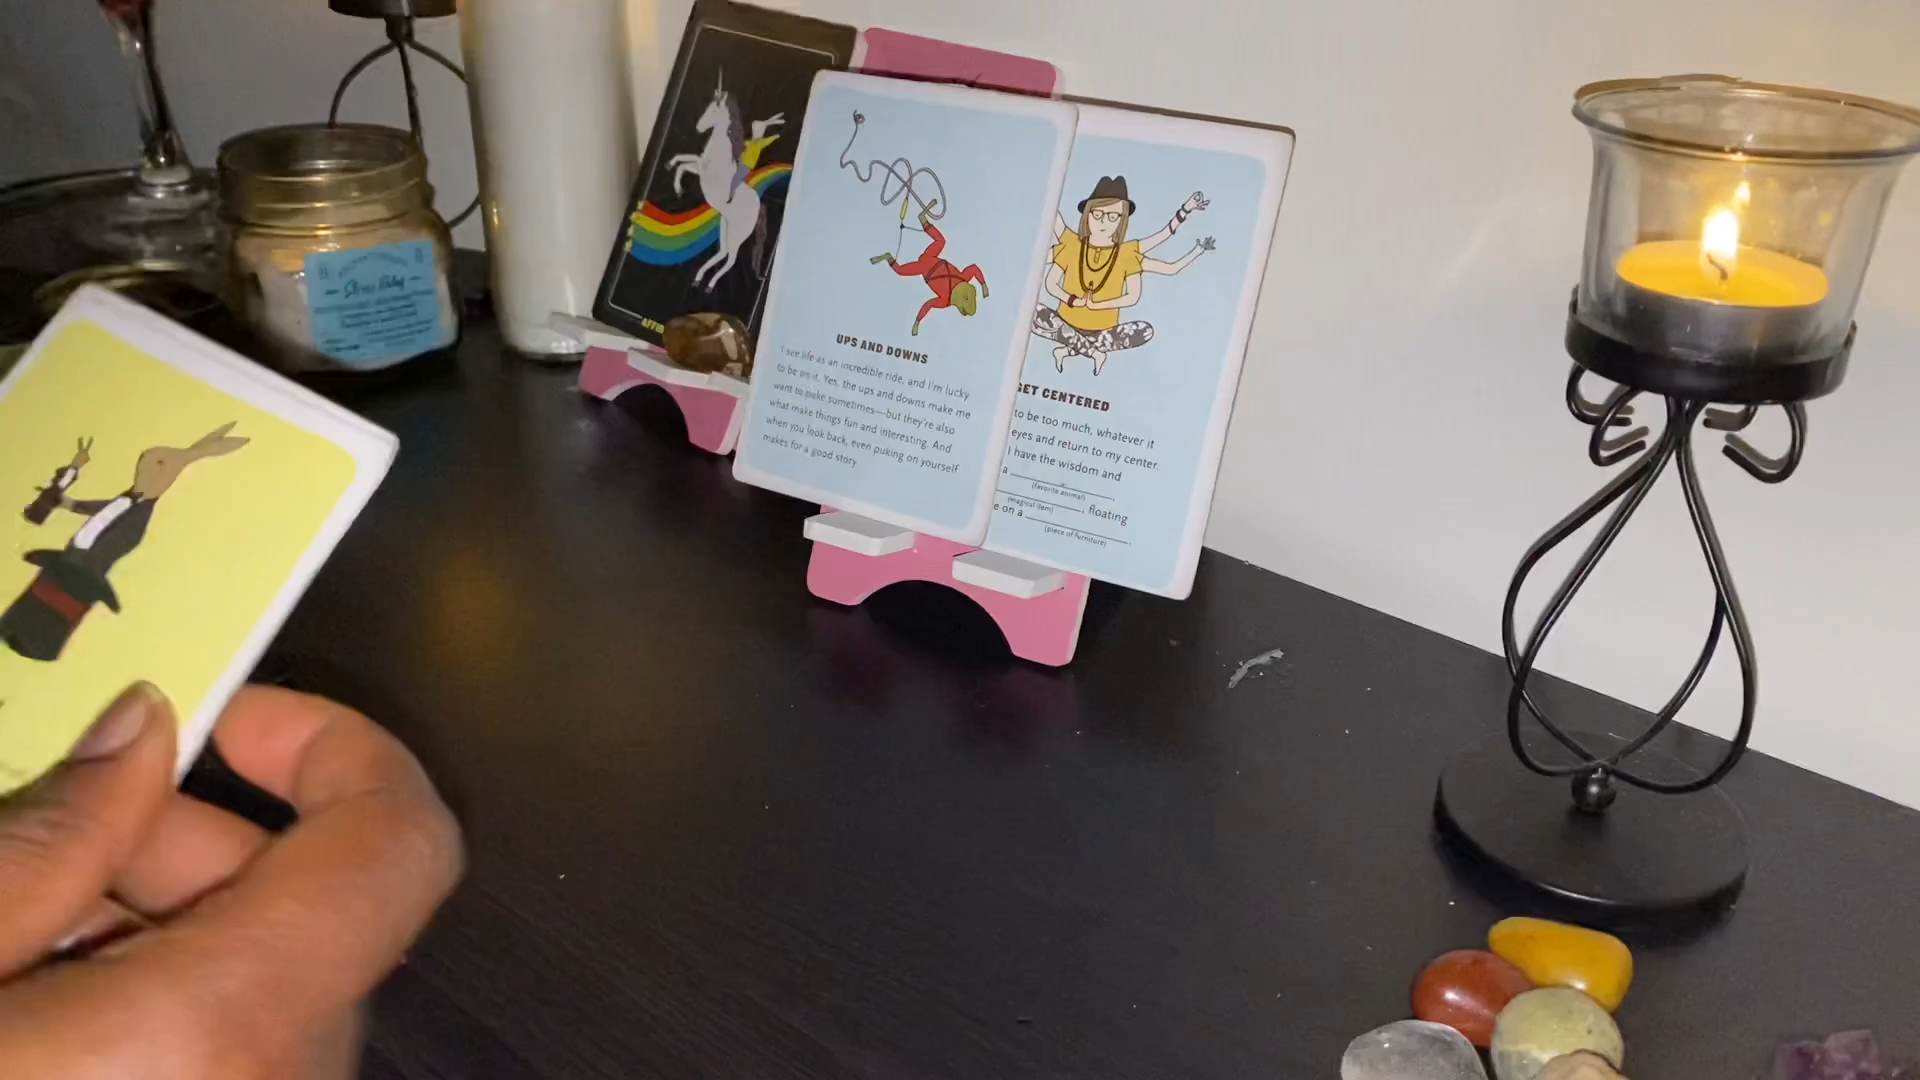 AFFIR
UPS AND DOWNS
I see life as an incredible ride, and I'm lucky
to be on it. Yes, the ups and downs make me
want to puke sometimes—but they're also
what make things fun and interesting. And
when you look back, even puking on yourself
makes for a good story.
GET CENTERED
to be too much, whatever it
eyes and return to my center.
I have the wisdom and
a ____________,
(favorite animal)
____________, floating
(magical item)
e on a ____________.
(piece of furniture)